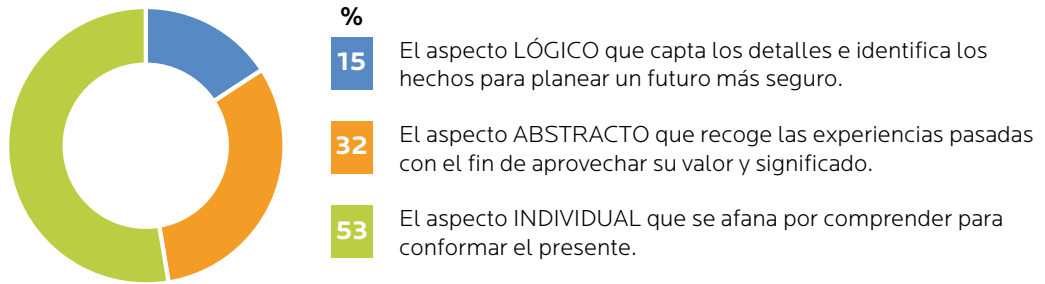 %
15
El aspecto LÓGICO que capta los detalles e identifica los
hechos para planear un futuro más seguro.
32
El aspecto ABSTRACTO que recoge las experiencias pasadas
con el fin de aprovechar su valor y significado.
53
El aspecto INDIVIDUAL que se afana por comprender para
conformar el presente.